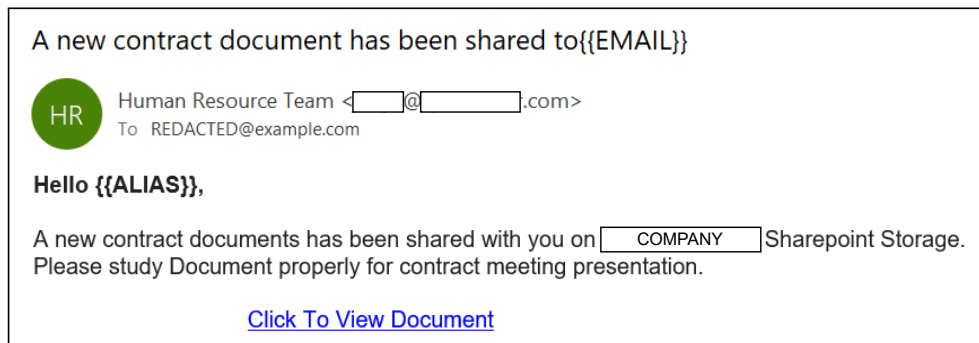 A new contract document has been shared to{{EMAIL}}
HR
Human Resource Team <@.com>
To REDACTED@example.com
Hello {{ALIAS}},
A new contract documents has been shared with you on COMPANY Sharepoint Storage.
Please study Document properly for contract meeting presentation.
Click To View Document